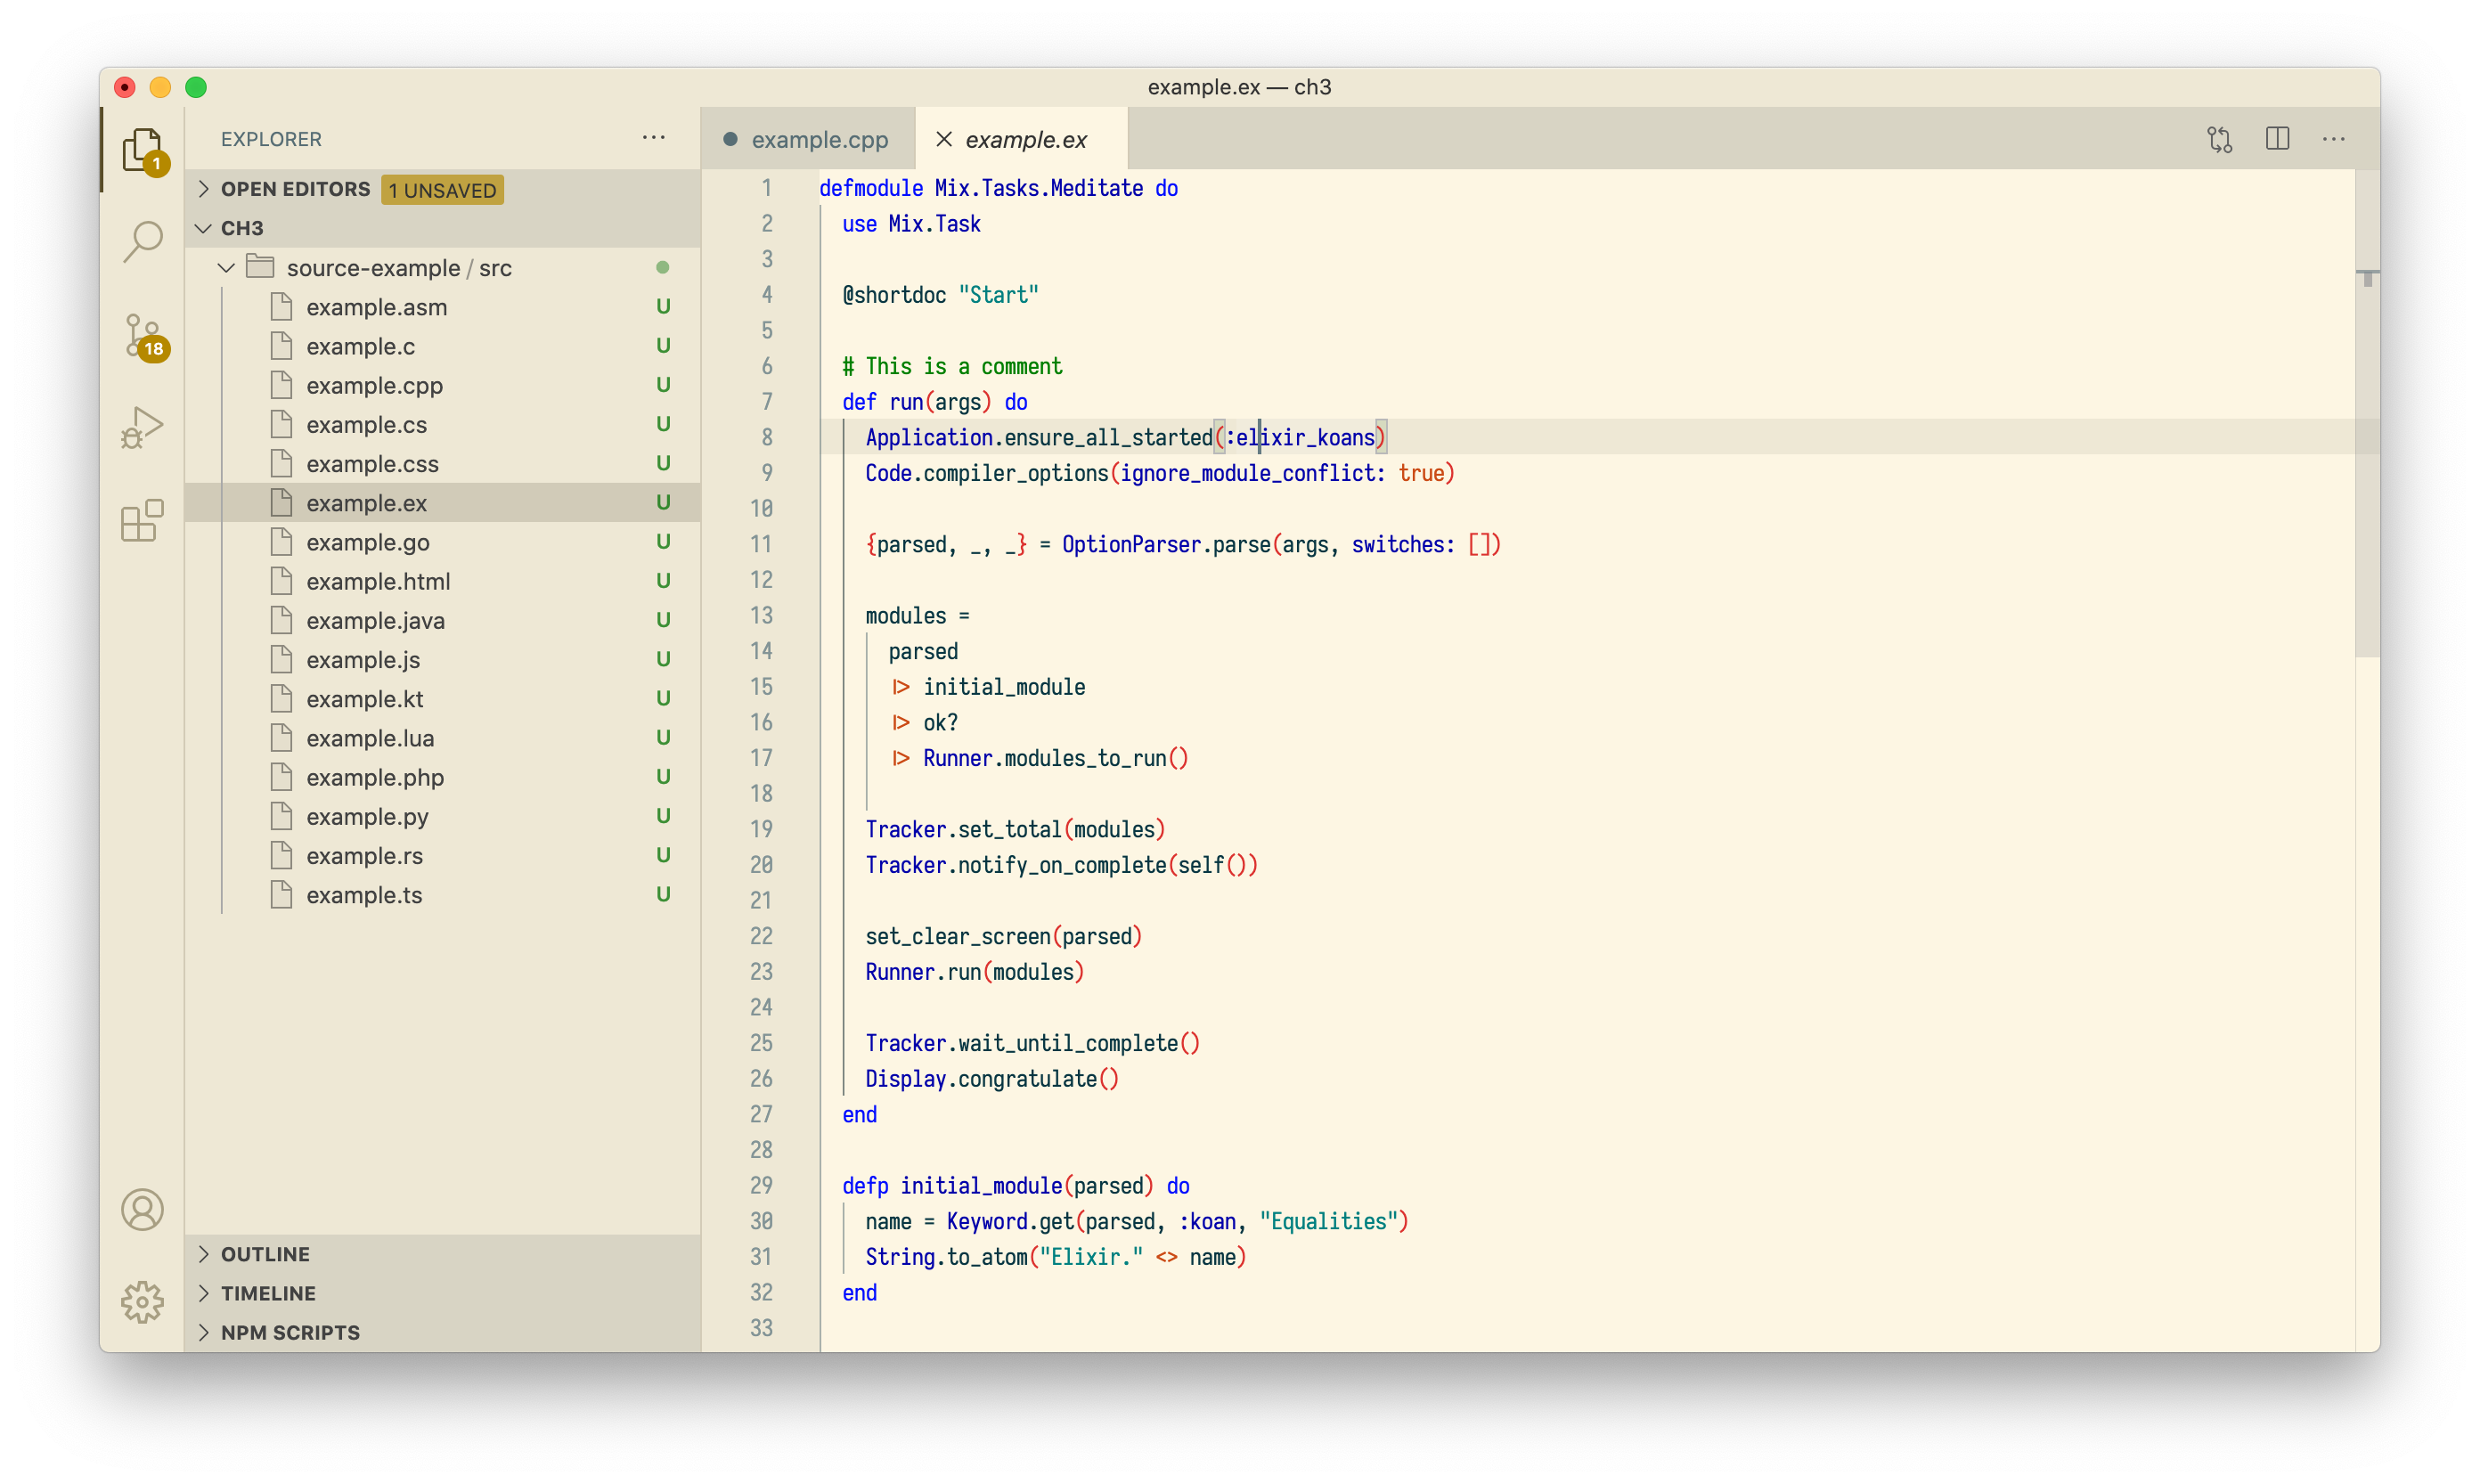 example.ex — ch3
EXPLORER
example.cpp
example.ex
1
18
OPEN EDITORS 1 UNSAVED
CH3
source-example / src
example.asm U
example.c U
example.cpp U
example.cs U
example.css U
example.ex U
example.go U
example.html U
example.java U
example.js U
example.kt U
example.lua U
example.php U
example.py U
example.rs U
example.ts U
OUTLINE
TIMELINE
NPM SCRIPTS
1 defmodule Mix.Tasks.Meditate do
2   use Mix.Task
3
4   @shortdoc "Start"
5
6   # This is a comment
7   def run(args) do
8     Application.ensure_all_started(:elixir_koans)
9     Code.compiler_options(ignore_module_conflict: true)
10
11     {parsed, _, _} = OptionParser.parse(args, switches: [])
12
13     modules =
14       parsed
15       |> initial_module
16       |> ok?
17       |> Runner.modules_to_run()
18
19     Tracker.set_total(modules)
20     Tracker.notify_on_complete(self())
21
22     set_clear_screen(parsed)
23     Runner.run(modules)
24
25     Tracker.wait_until_complete()
26     Display.congratulate()
27   end
28
29   defp initial_module(parsed) do
30     name = Keyword.get(parsed, :koan, "Equalities")
31     String.to_atom("Elixir." <> name)
32   end
33